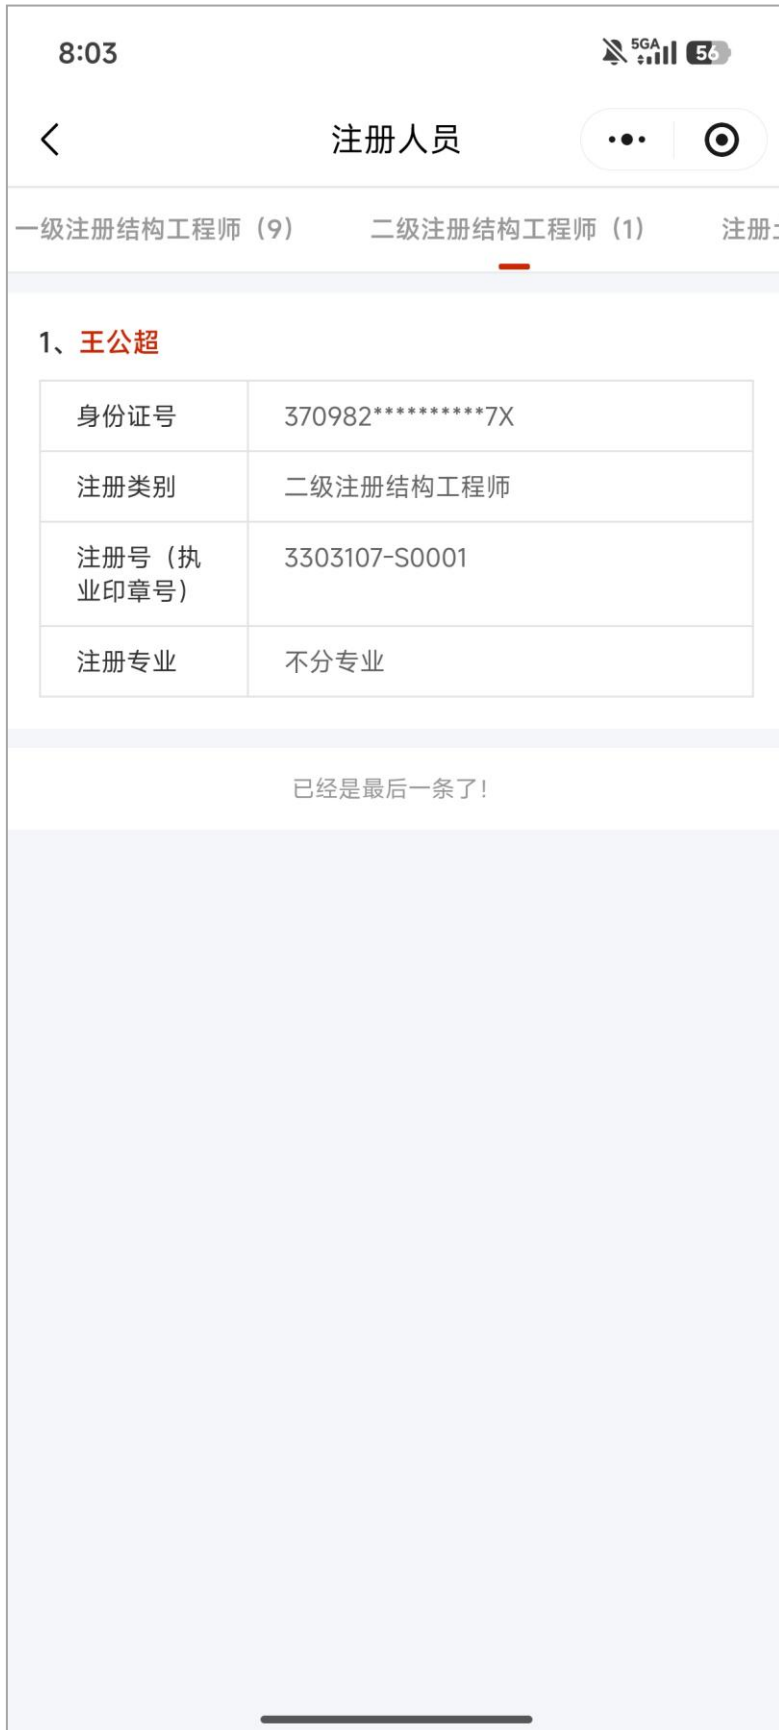 8:03
5GA
56
注册人员
一级注册结构工程师（9）
二级注册结构工程师（1）
注册
1、王公超
身份证号
370982**********7X
注册类别
二级注册结构工程师
注册号（执
业印章号）
3303107-S0001
注册专业
不分专业
已经是最后一条了!